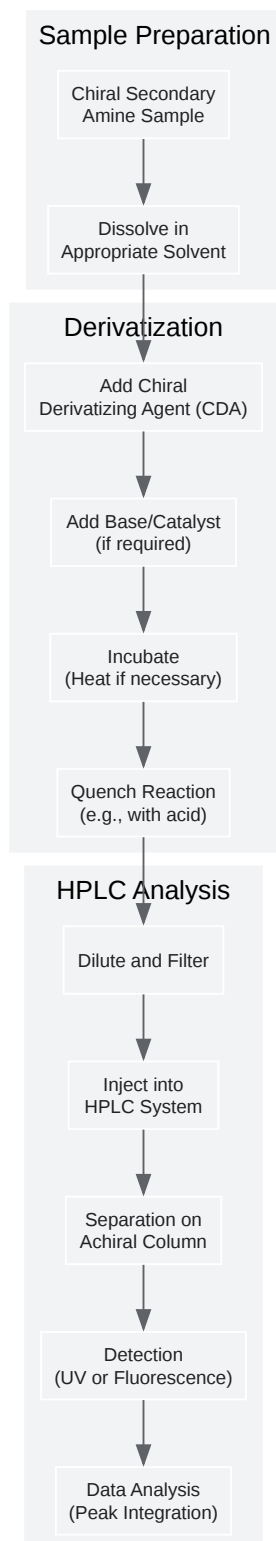 Sample Preparation
Chiral Secondary
Amine Sample
Dissolve in
Appropriate Solvent
Derivatization
Add Chiral
Derivatizing Agent (CDA)
Add Base/Catalyst
(if required)
Incubate
(Heat if necessary)
Quench Reaction
(e.g., with acid)
HPLC Analysis
Dilute and Filter
Inject into
HPLC System
Separation on
Achiral Column
Detection
(UV or Fluorescence)
Data Analysis
(Peak Integration)